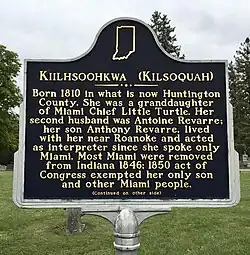 KIILHSOOHKWA (KILSOQUAH)
Born 1810 in what is now Huntington
County. She was a granddaughter
of Miami Chief Little Turtle. Her
second husband was Antoine Revarre;
her son Anthony Revarre, lived
with her near Roanoke and acted
as interpreter since she spoke only
Miami. Most Miami were removed
from Indiana 1846; 1850 act of
Congress exempted her only son
and other Miami people.
(Continued on other side)